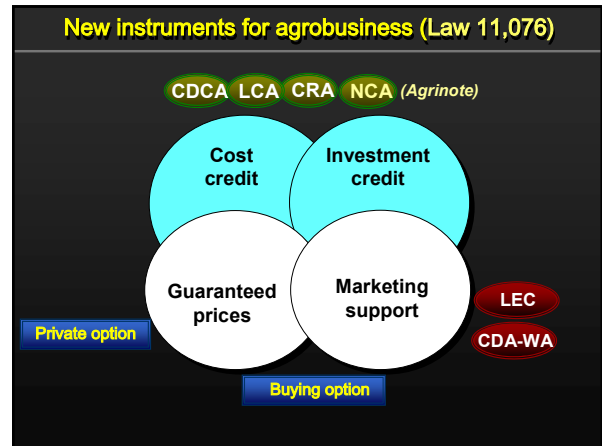 New instruments for agrobusiness (Law 11,076)
CDCA LCA CRA NCA (Agrinote)
Cost
credit
Investment
credit
Guaranteed
prices
Marketing
support
LEC
Private option
CDA-WA
Buying option